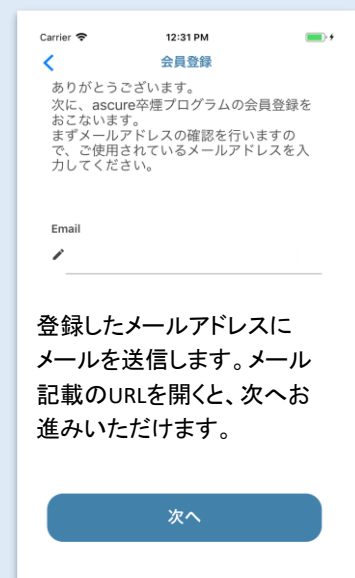 Carrier 12:31 PM
会員登録
ありがとうございます。
次に、ascure卒煙プログラムの会員登録を
おこないます。
まずメールアドレスの確認を行いますの
で、ご使用されているメールアドレスを入
力してください。
Email
登録したメールアドレスに
メールを送信します。メール
記載のURLを開くと、次へお
進みいただけます。
次へ